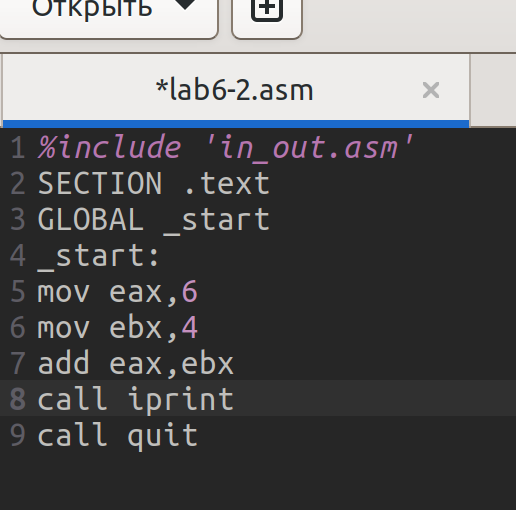 Открыть
*lab6-2.asm
1 %include 'in_out.asm'
2 SECTION .text
3 GLOBAL _start
4 _start:
5 mov eax,6
6 mov ebx,4
7 add eax,ebx
8 call iprint
9 call quit